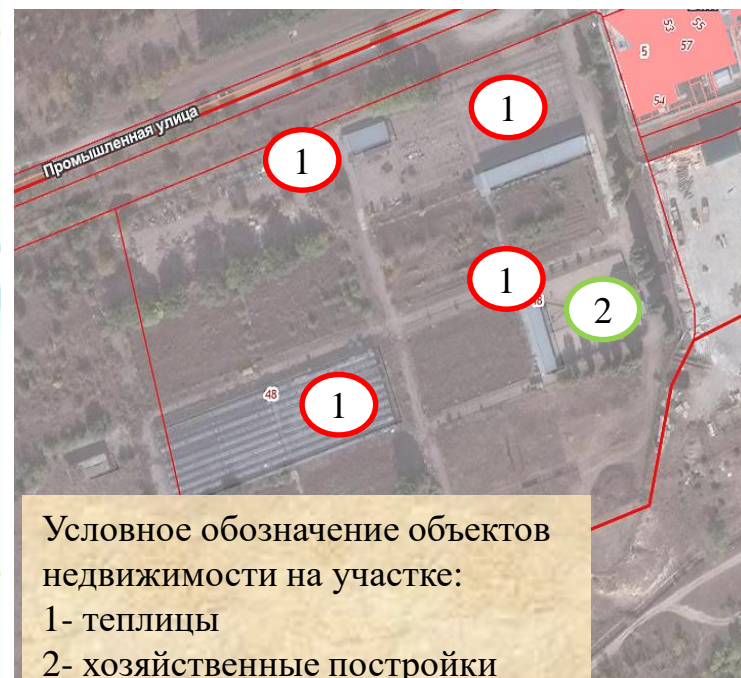 53
55
5
57
54
Промышленная улица
1
1
1
48
2
48
1
Условное обозначение объектов
недвижимости на участке:
1- теплицы
2- хозяйственные постройки